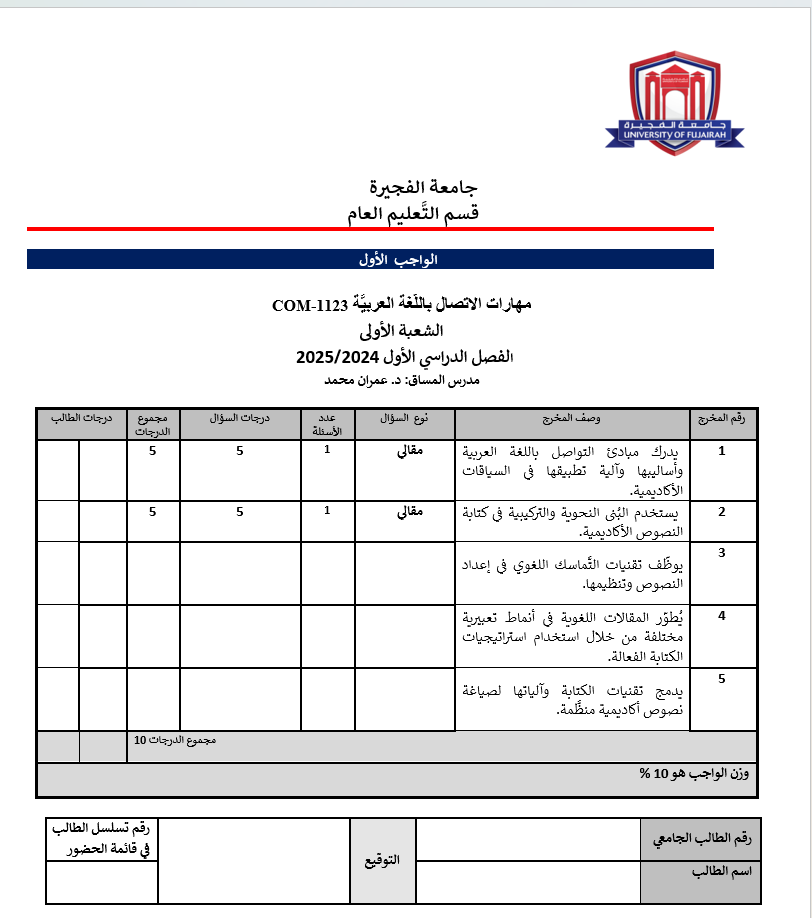 جامعة الفجيرة
UNIVERSITY OF FUJAIRAH
جامعة الفجيرة
قسم التَّعليم العام
الواجب الأول
مهارات الاتصال باللّغة العربيَّة COM-1123
الشعبة الأولى
الفصل الدراسي الأول 2025/2024
مدرس المساق: د. عمران محمد
رقم المخرج وصف المخرج نوع السؤال عدد الأسئلة درجات السؤال مجموع الدرجات درجات الطالب
1 يدرك مبادئ التواصل باللغة العربية مقالي 1 5 5
وأساليبها وآلية تطبيقها في السياقات
الأكاديمية.
2 يستخدم البُنى النحوية والتركيبية في كتابة مقالي 1 5 5
النصوص الأكاديمية.
3
يوظّف تقنيات التَّماسك اللغوي في إعداد
النصوص وتنظيمها.
4 يُطوّر المقالات اللغوية في أنماط تعبيرية
مختلفة من خلال استخدام استراتيجيات
الكتابة الفعالة.
5
يدمج تقنيات الكتابة وآلياتها لصياغة
نصوص أكاديمية منظَّمة.
مجموع الدرجات 10
وزن الواجب هو 10 %
رقم الطالب الجامعي
اسم الطالب
التوقيع
رقم تسلسل الطالب
في قائمة الحضور